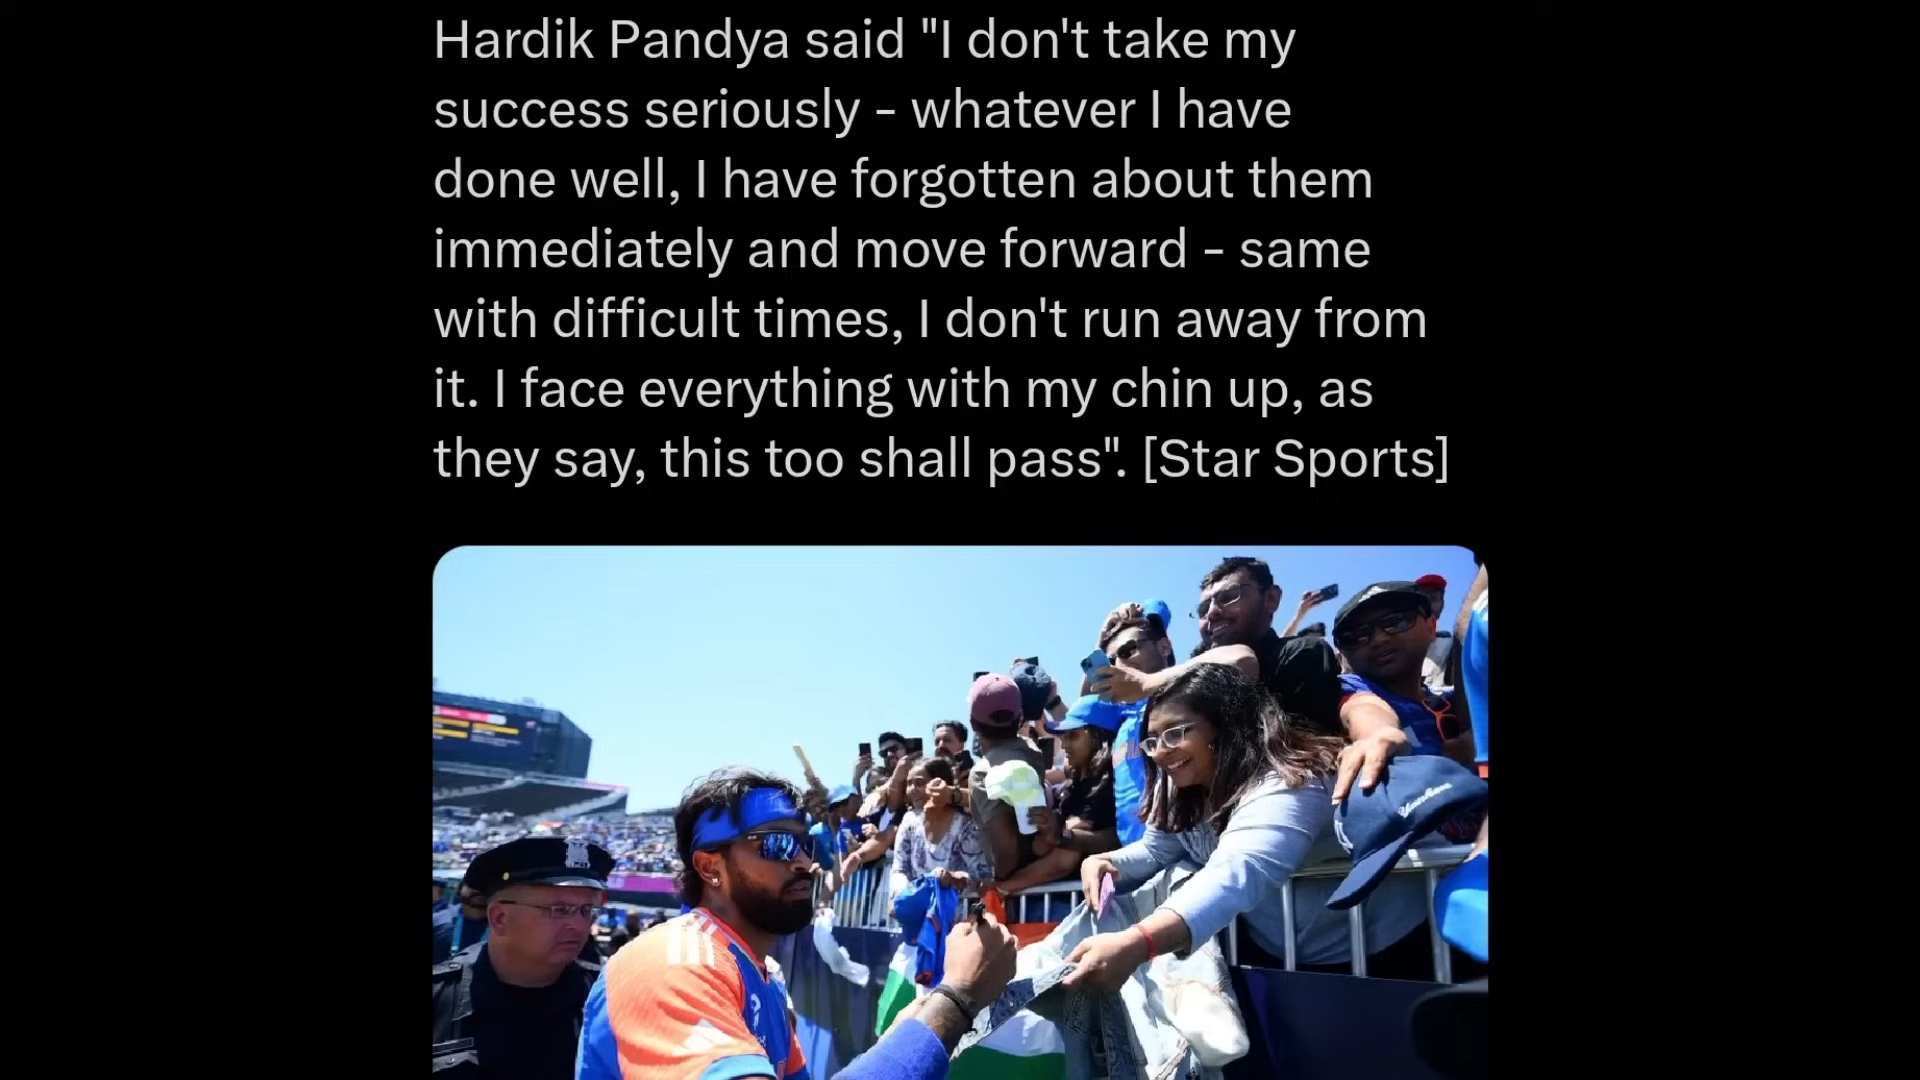 Hardik Pandya said "I don't take my
success seriously - whatever I have
done well, I have forgotten about them
immediately and move forward - same
with difficult times, I don't run away from
it. I face everything with my chin up, as
they say, this too shall pass". [Star Sports]